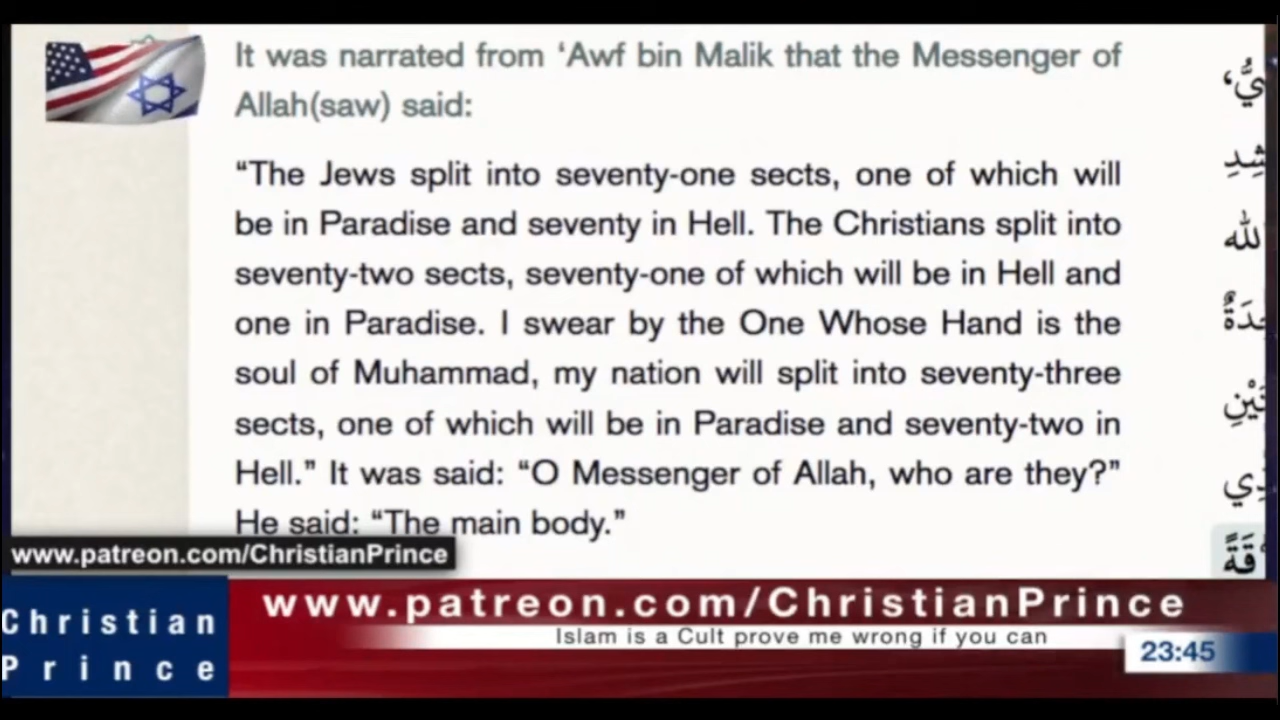 It was narrated from ‘Awf bin Malik that the Messenger of
Allah(saw) said:
“The Jews split into seventy-one sects, one of which will
be in Paradise and seventy in Hell. The Christians split into
seventy-two sects, seventy-one of which will be in Hell and
one in Paradise. I swear by the One Whose Hand is the
soul of Muhammad, my nation will split into seventy-three
sects, one of which will be in Paradise and seventy-two in
Hell.” It was said: “O Messenger of Allah, who are they?”
He said: “The main body.”
www.patreon.com/ChristianPrince
Christian
Prince
www.patreon.com/ChristianPrince
Islam is a Cult prove me wrong if you can
23:45